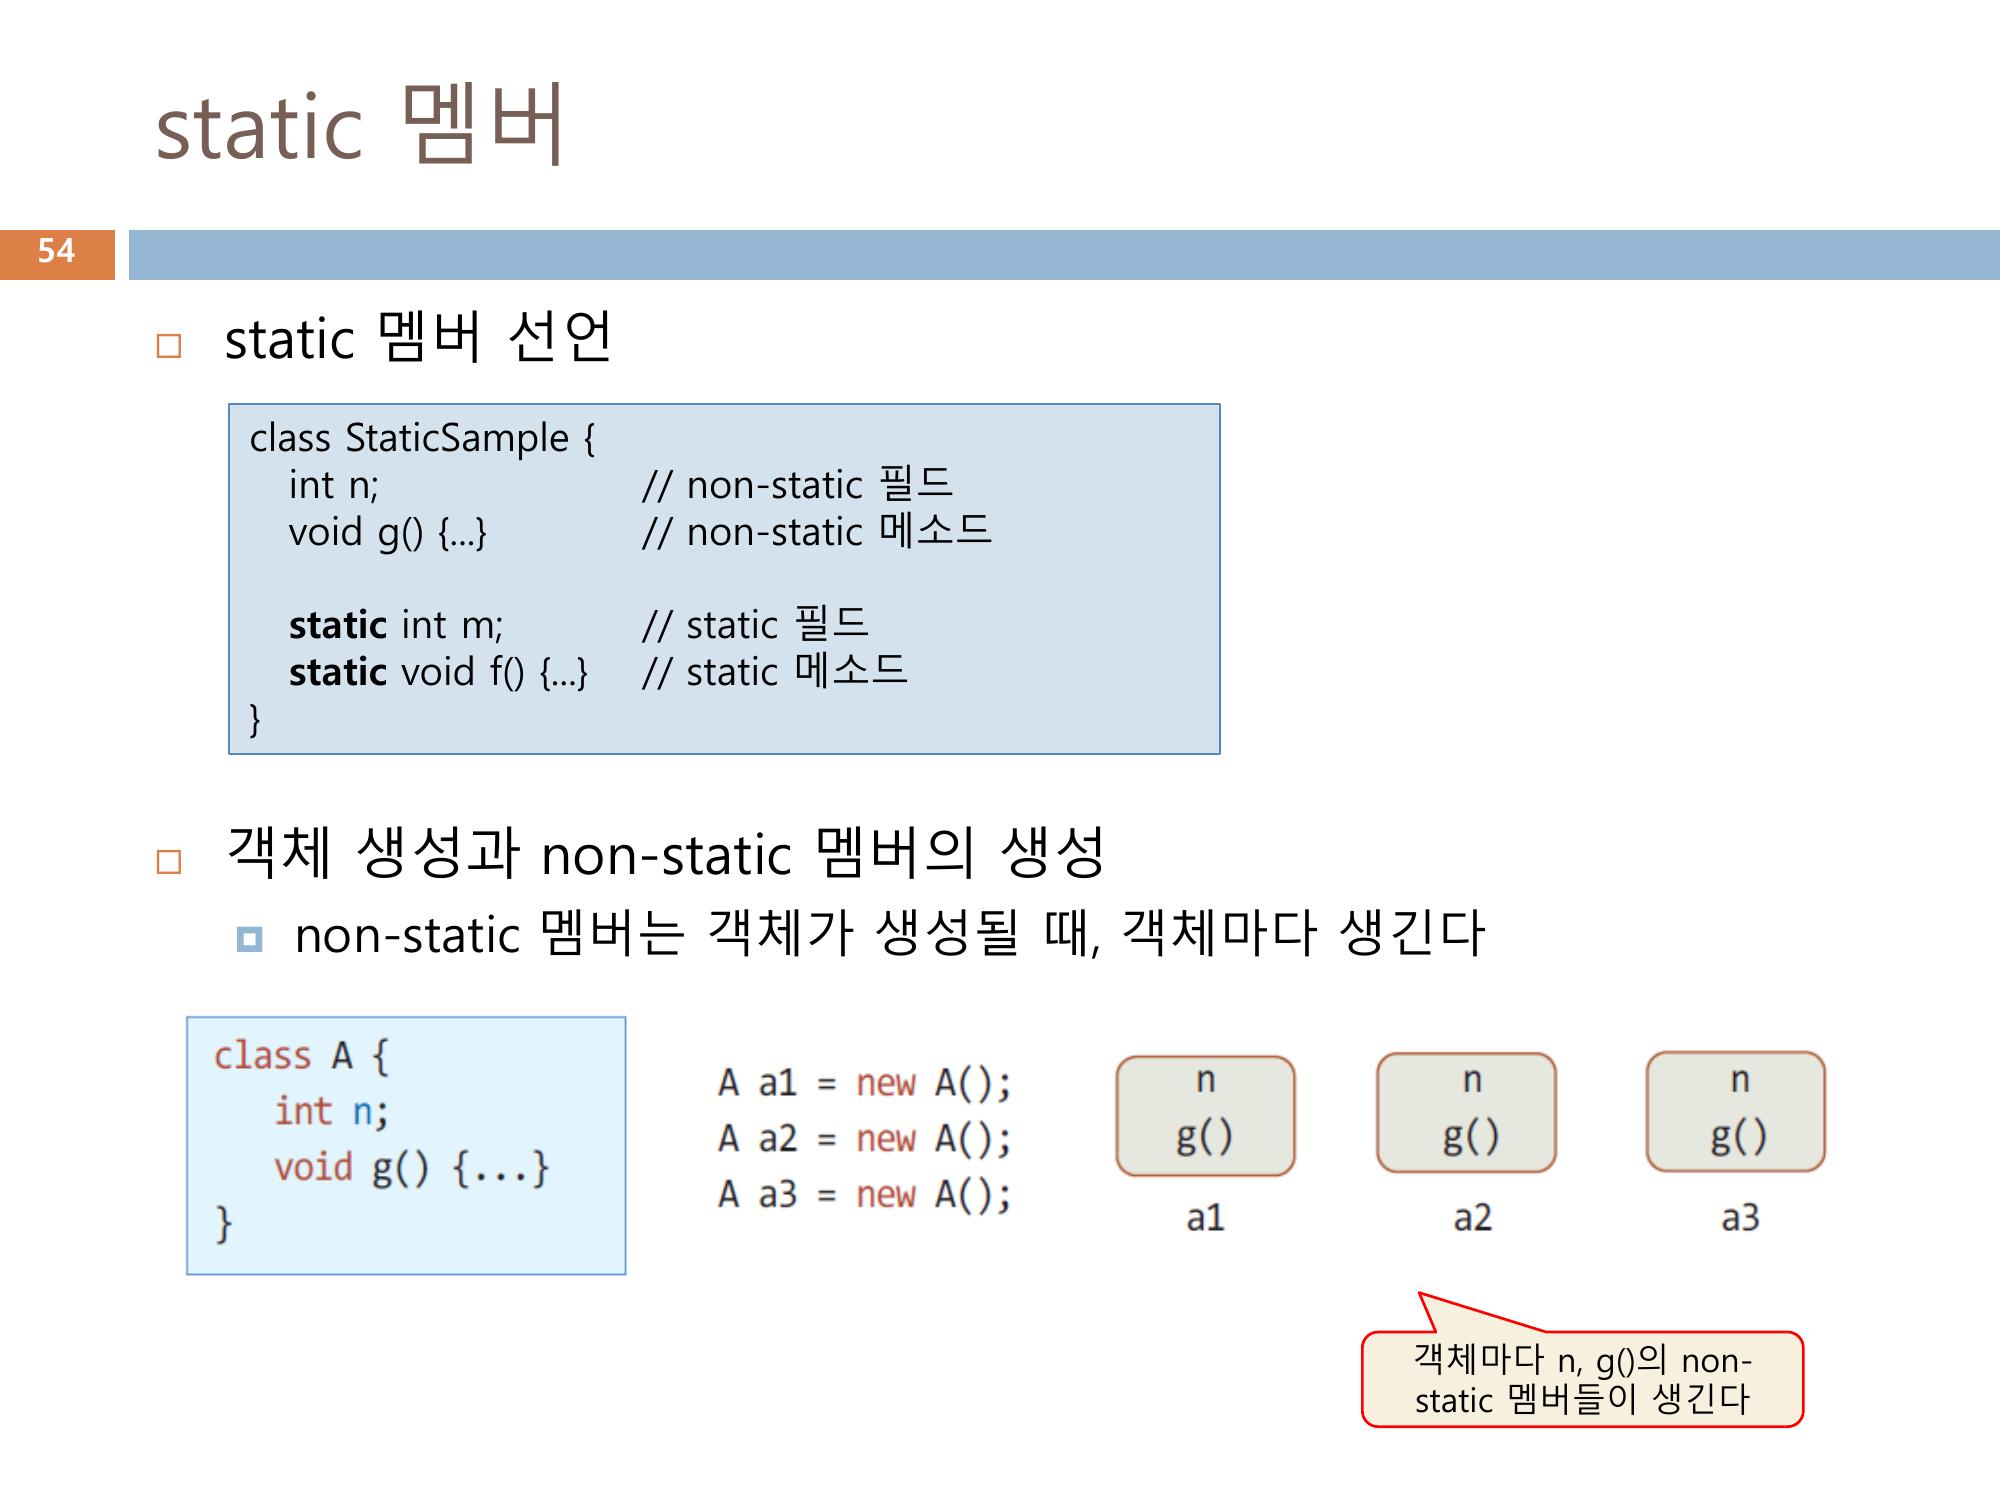 static 멤버
54
static 멤버 선언
class StaticSample {
int n; // non-static 필드
void g() {...} // non-static 메소드
static int m; // static 필드
static void f() {...} // static 메소드
}
객체 생성과 non-static 멤버의 생성
non-static 멤버는 객체가 생성될 때, 객체마다 생긴다
class A {
int n;
void g() {...}
}
A a1 = new A();
A a2 = new A();
A a3 = new A();
n
g()
a1
n
g()
a2
n
g()
a3
객체마다 n, g()의 non-
static 멤버들이 생긴다